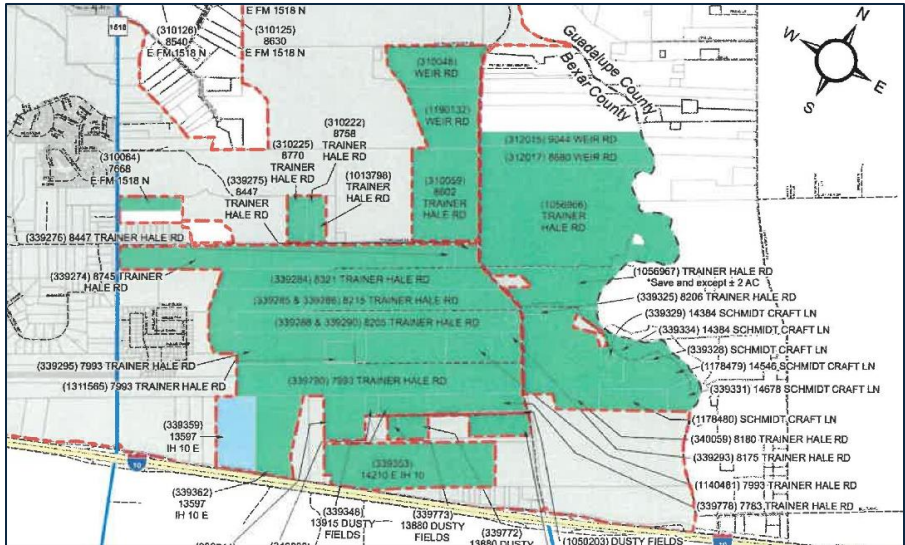 (310126)
8540
E FM 1518 N
(310125)
8630
E FM 1518 N
1518
N
W
E
S
Guadalupe County
Bexar County
(310048)
WEIR RD
(1190132)
WEIR RD
(310222)
8758
TRAINER
HALE RD
(310225)
8770
TRAINER
HALE RD
(1013798)
TRAINER
HALE RD
(310064)
7668
E FM 1518 N
(339275)
8447
TRAINER
HALE RD
(310059)
8602
TRAINER
HALE RD
(312015) 9044 WEIR RD
(312017) 8680 WEIR RD
(1056966)
TRAINER
HALE RD
(339276) 8447 TRAINER HALE RD
(339274) 8745 TRAINER
HALE RD
(339284) 8321 TRAINER HALE RD
(339285 & 339286) 8215 TRAINER HALE RD
(339288 & 339290) 8205 TRAINER HALE RD
(1056967) TRAINER HALE RD
*Save and except ± 2 AC
(339325) 8206 TRAINER HALE RD
(339329) 14384 SCHMIDT CRAFT LN
(339334) 14384 SCHMIDT CRAFT LN
(339328) SCHMIDT CRAFT LN
(1178479) 14546 SCHMIDT CRAFT LN
(339331) 14678 SCHMIDT CRAFT LN
(1178480) SCHMIDT CRAFT LN
(340059) 8180 TRAINER HALE RD
(339293) 8175 TRAINER HALE RD
(1140481) 7993 TRAINER HALE RD
(339778) 7783 TRAINER HALE RD
(339295) 7993 TRAINER HALE RD
(1311565) 7993 TRAINER HALE RD
(339790) 7993 TRAINER HALE RD
(339359)
13597
IH 10 E
(339353)
14210 E IH 10
10
(339362)
13597
IH 10 E
(339348)
13915 DUSTY
FIELDS
(339773)
13880 DUSTY
FIELDS
(339772)
13880 DUSTY
(1050203) DUSTY FIELDS
10